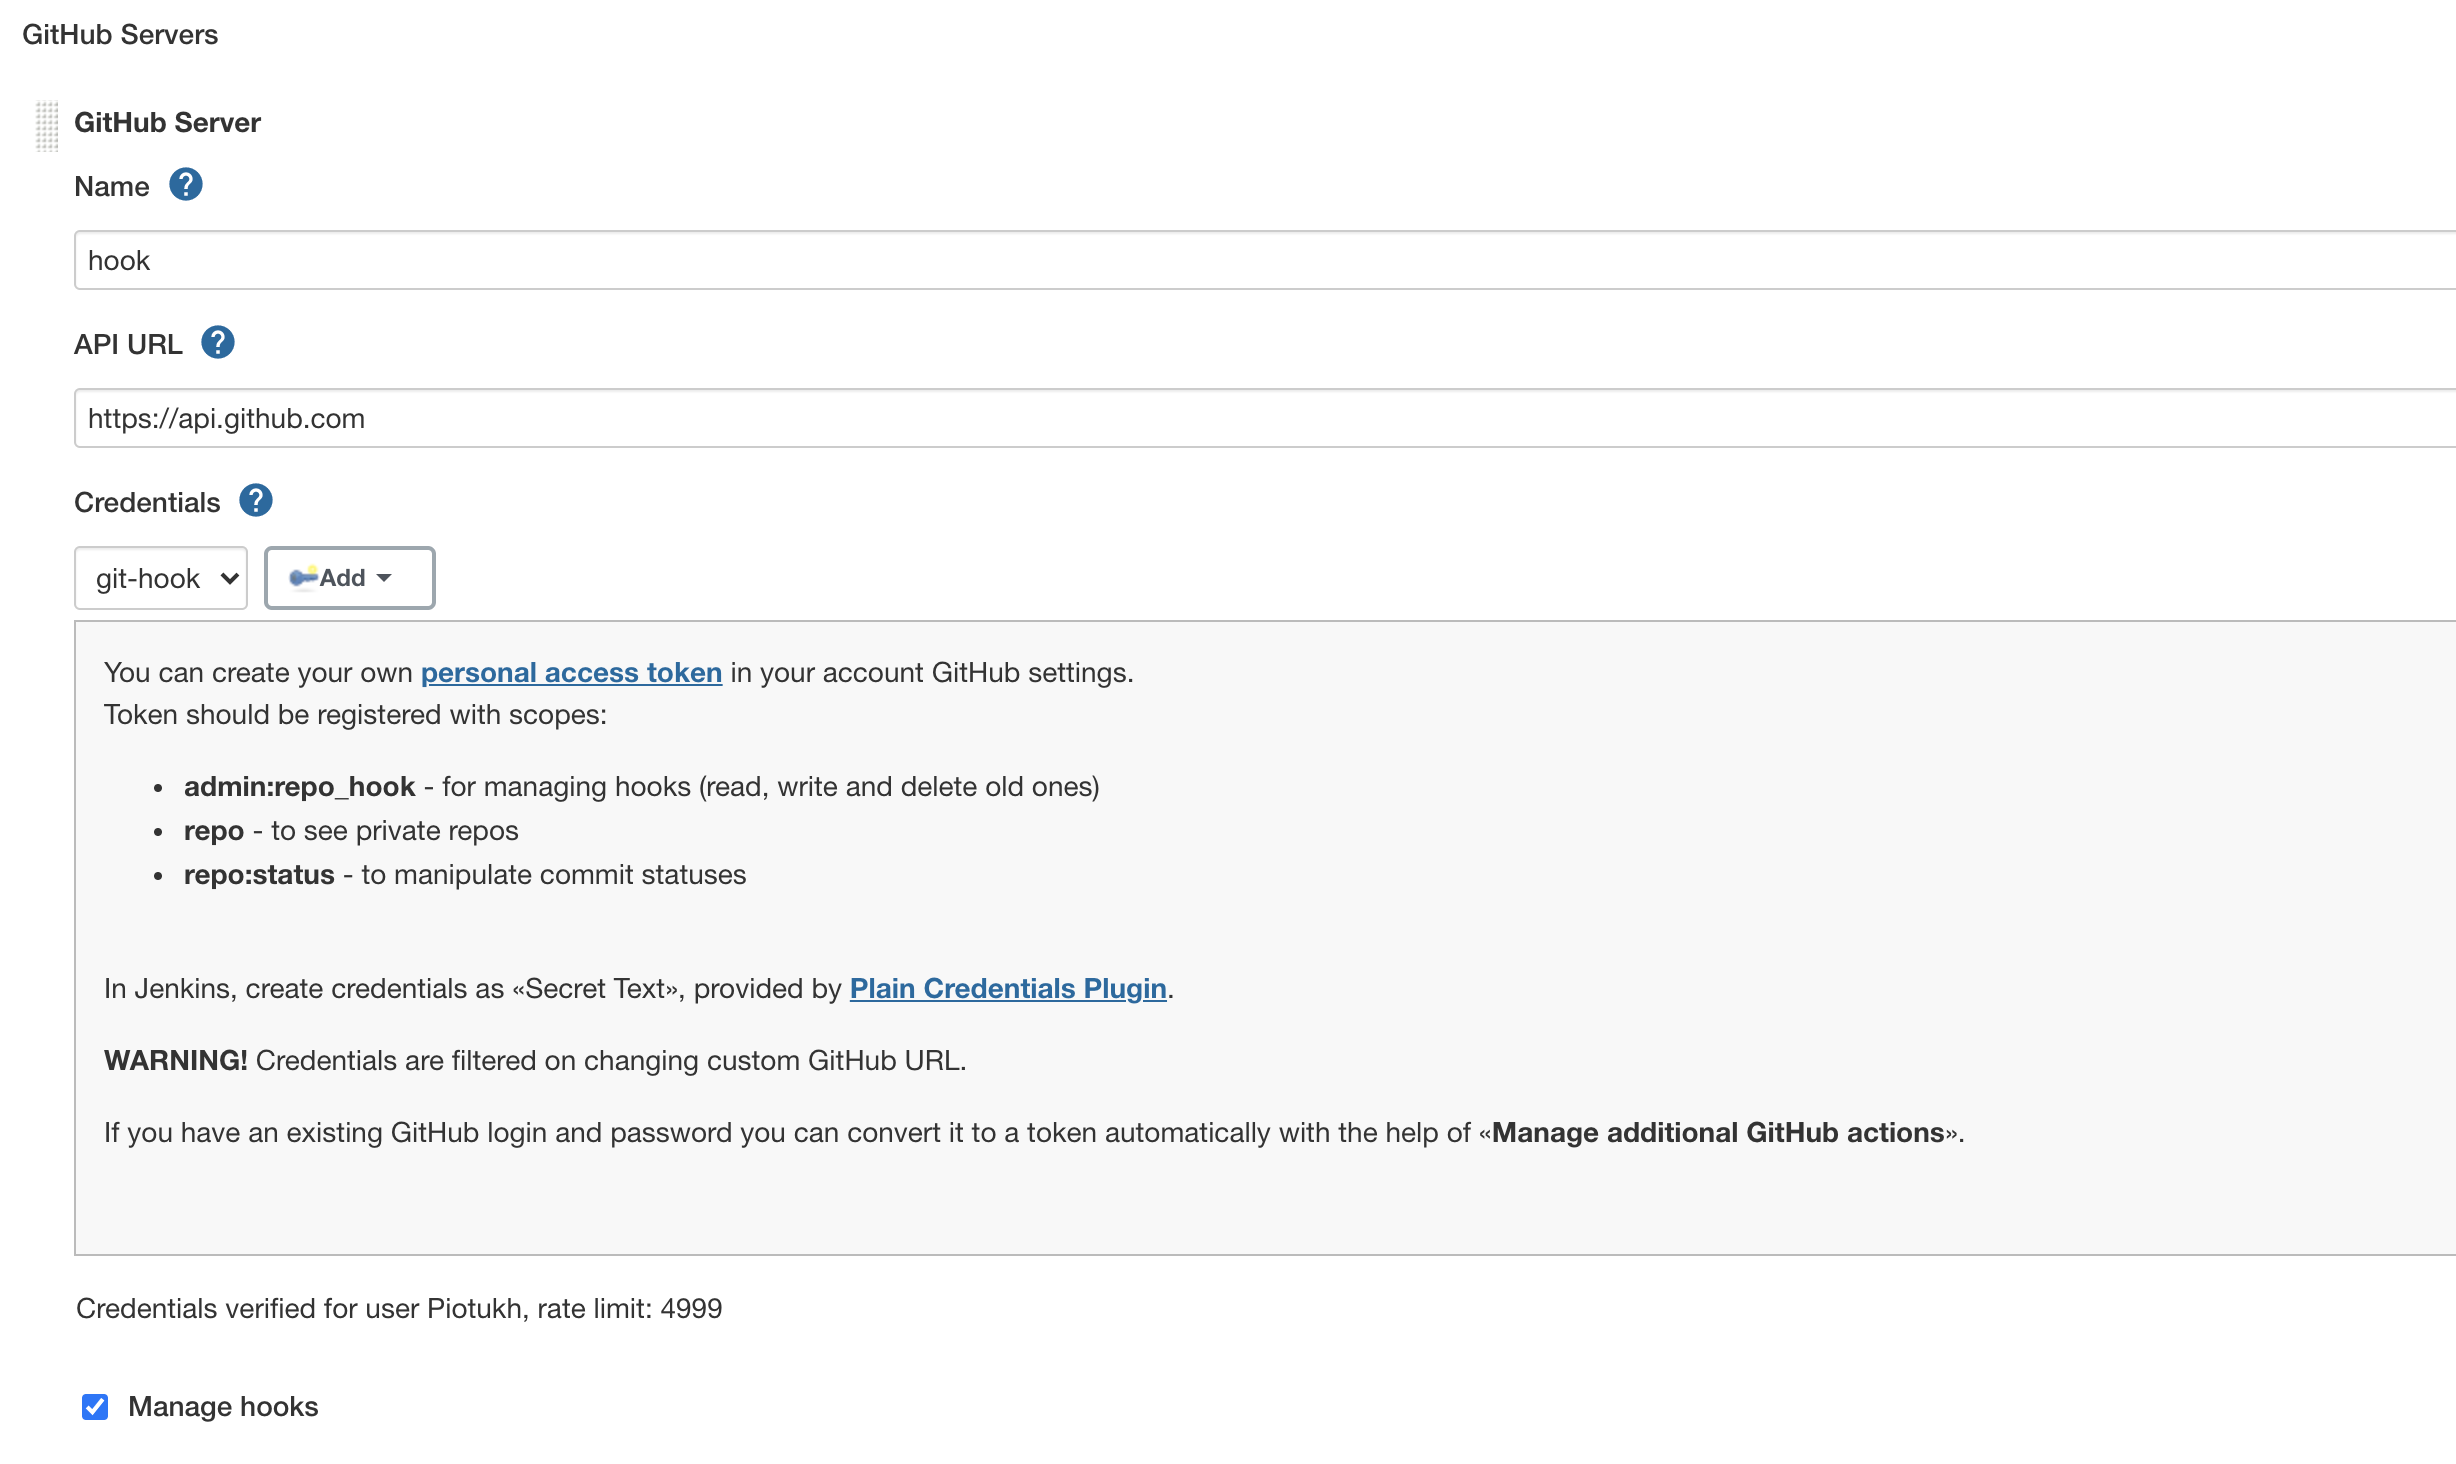 GitHub Servers
GitHub Server
Name ?
hook
API URL ?
https://api.github.com
Credentials ?
git-hook Add
You can create your own personal access token in your account GitHub settings.
Token should be registered with scopes:
• admin:repo_hook - for managing hooks (read, write and delete old ones)
• repo - to see private repos
• repo:status - to manipulate commit statuses
In Jenkins, create credentials as «Secret Text», provided by Plain Credentials Plugin.
WARNING! Credentials are filtered on changing custom GitHub URL.
If you have an existing GitHub login and password you can convert it to a token automatically with the help of «Manage additional GitHub actions».
Credentials verified for user Piotukh, rate limit: 4999
Manage hooks